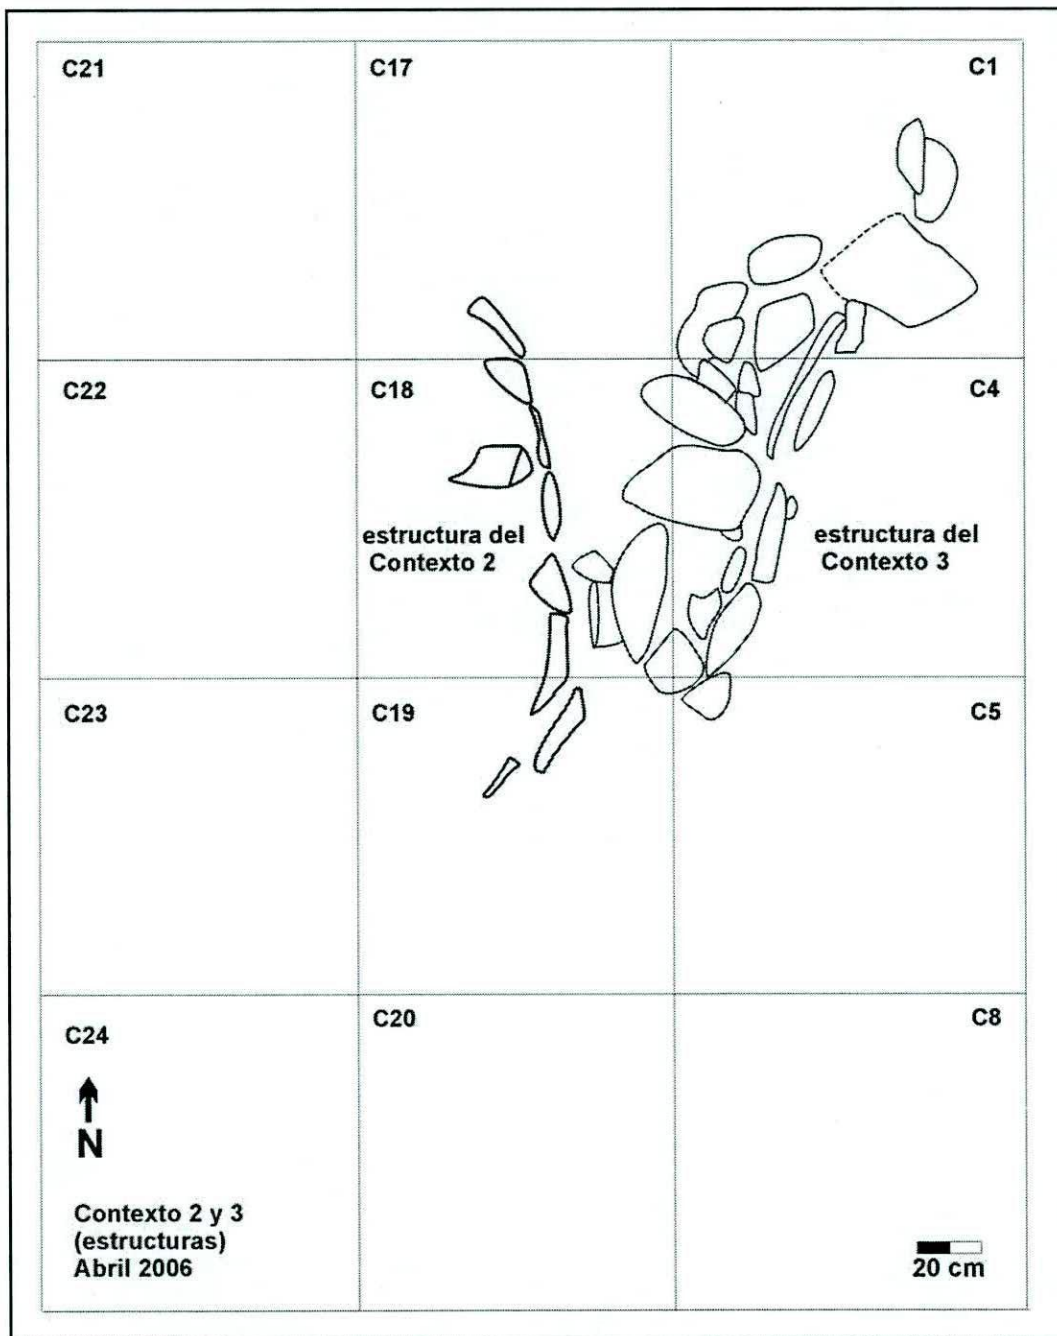 C21
C17
C1
C22
C18
C4
estructura del
Contexto 2
estructura del
Contexto 3
C23
C19
C5
C24
C20
C8
N
Contexto 2 y 3
(estructuras)
Abril 2006
20 cm